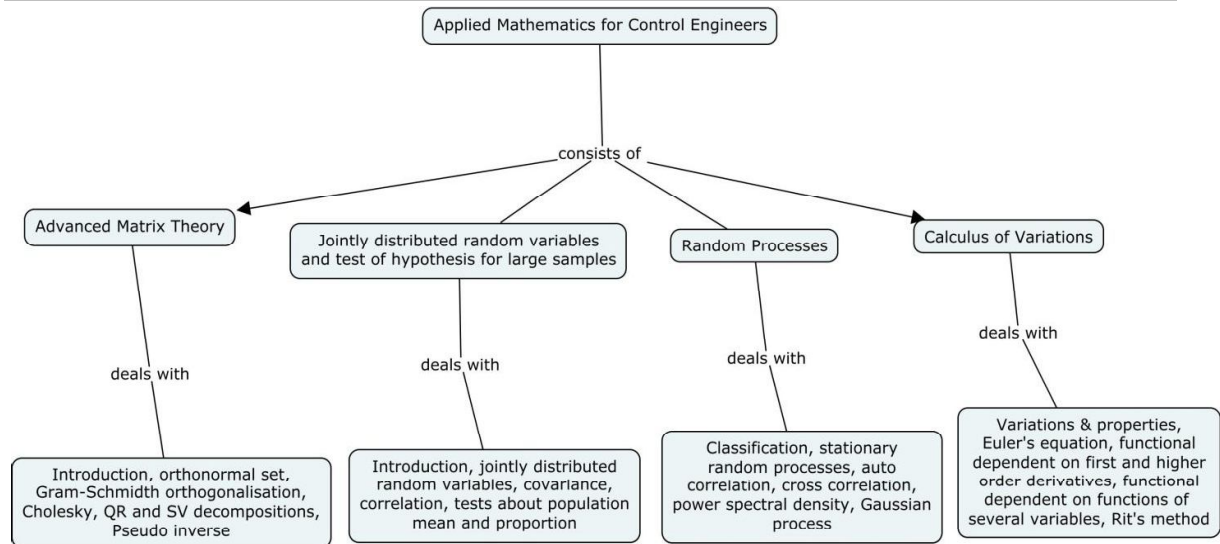 Applied Mathematics for Control Engineers
consists of
Advanced Matrix Theory
Jointly distributed random variables
and test of hypothesis for large samples
Random Processes
Calculus of Variations
deals with
deals with
deals with
deals with
Introduction, orthonormal set,
Gram-Schmidth orthogonalisation,
Cholesky, QR and SV decompositions,
Pseudo inverse
Introduction, jointly distributed
random variables, covariance,
correlation, tests about population
mean and proportion
Classification, stationary
random processes, auto
correlation, cross correlation,
power spectral density, Gaussian
process
Variations & properties,
Euler's equation, functional
dependent on first and higher
order derivatives, functional
dependent on functions of
several variables, Rit's method